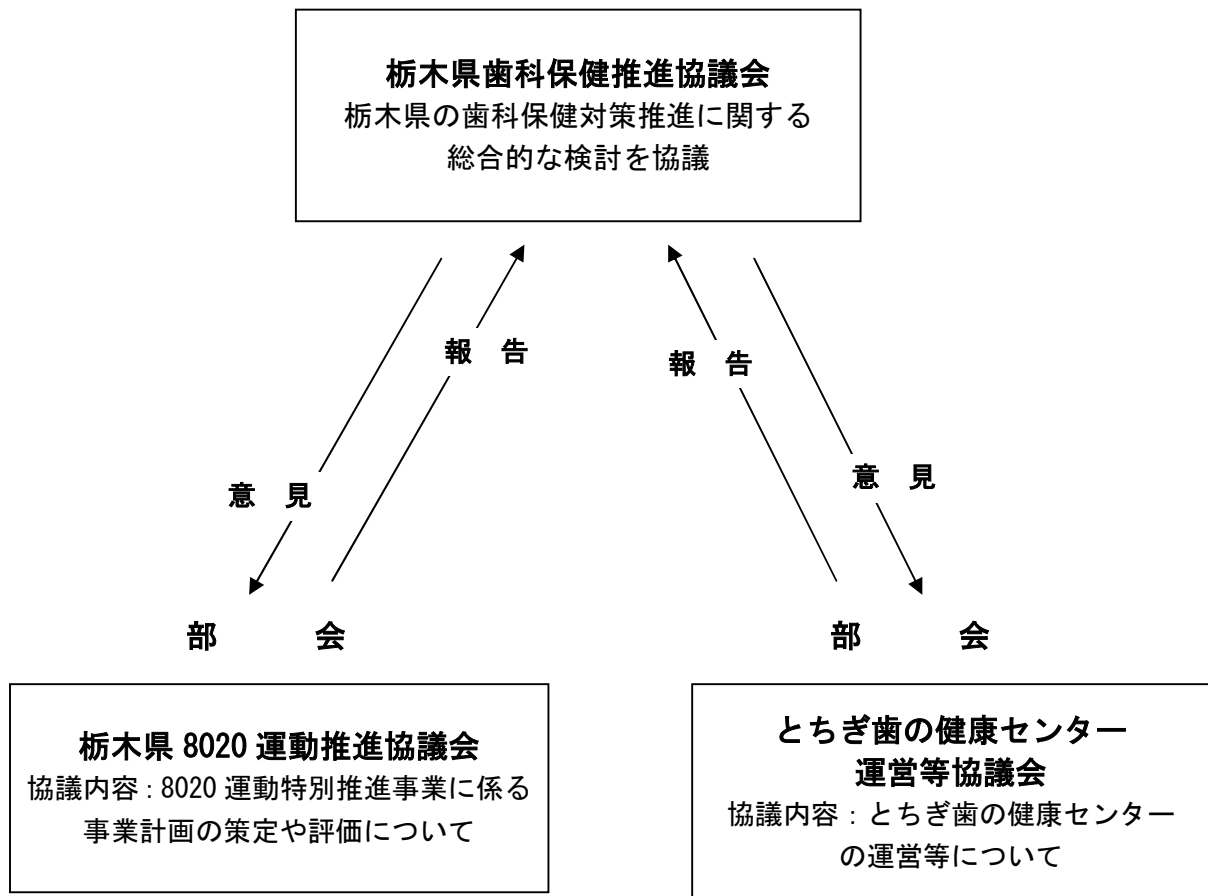 栃木県歯科保健推進協議会
栃木県の歯科保健対策推進に関する
総合的な検討を協議
報 告
報 告
意 見
意 見
部 会
部 会
栃木県 8020 運動推進協議会
協議内容：8020 運動特別推進事業に係る
事業計画の策定や評価について
とちぎ歯の健康センター
運営等協議会
協議内容：とちぎ歯の健康センター
の運営等について